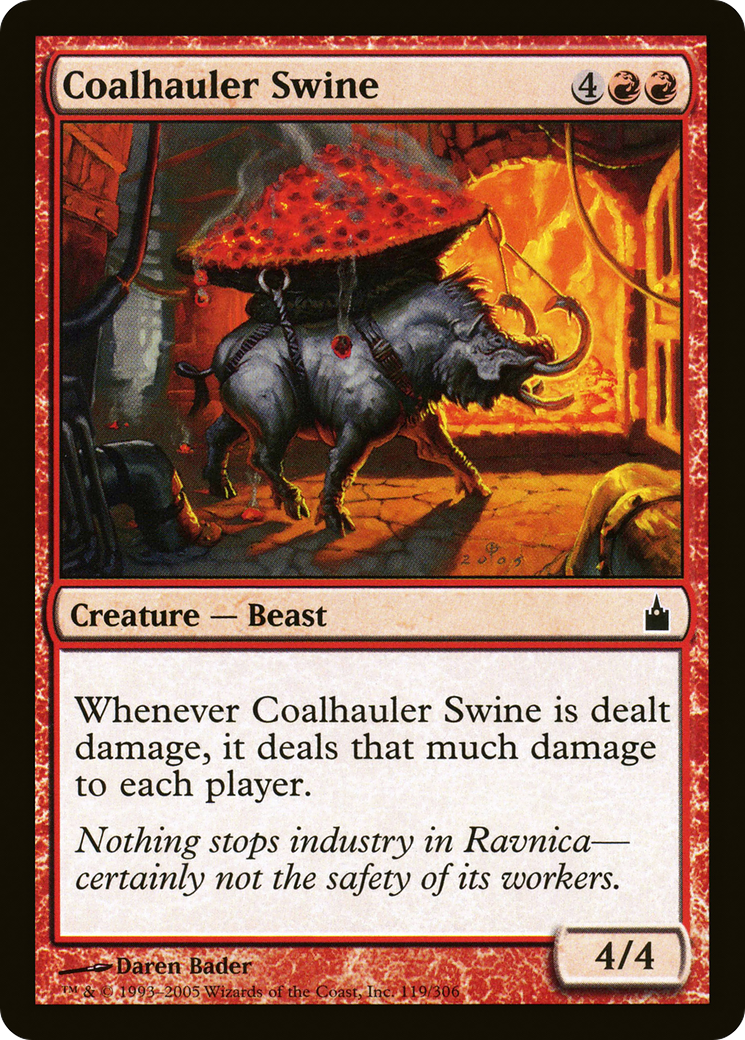 Coalhauler Swine 4
2005
Creature — Beast
Whenever Coalhauler Swine is dealt
damage, it deals that much damage
to each player.
Nothing stops industry in Ravnica—
certainly not the safety of its workers.
4/4
Daren Bader
™ & © 1993–2005 Wizards of the Coast, Inc. 119/306